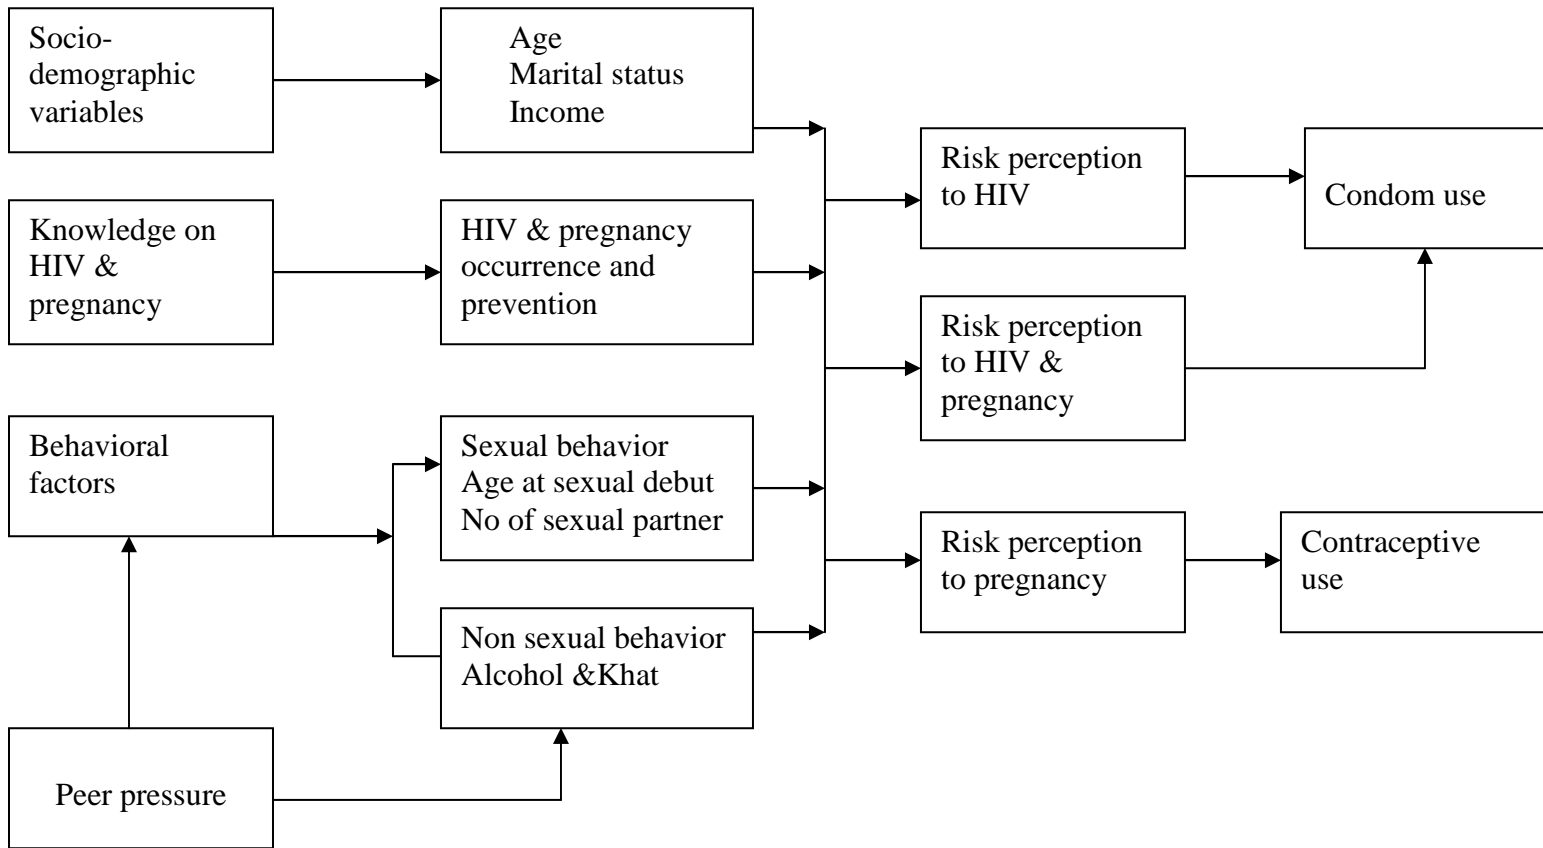 Socio-
demographic
variables
Age
Marital status
Income
Risk perception
to HIV
Condom use
Knowledge on
HIV &
pregnancy
HIV & pregnancy
occurrence and
prevention
Risk perception
to HIV &
pregnancy
Behavioral
factors
Sexual behavior
Age at sexual debut
No of sexual partner
Risk perception
to pregnancy
Contraceptive
use
Non sexual behavior
Alcohol &Khat
Peer pressure